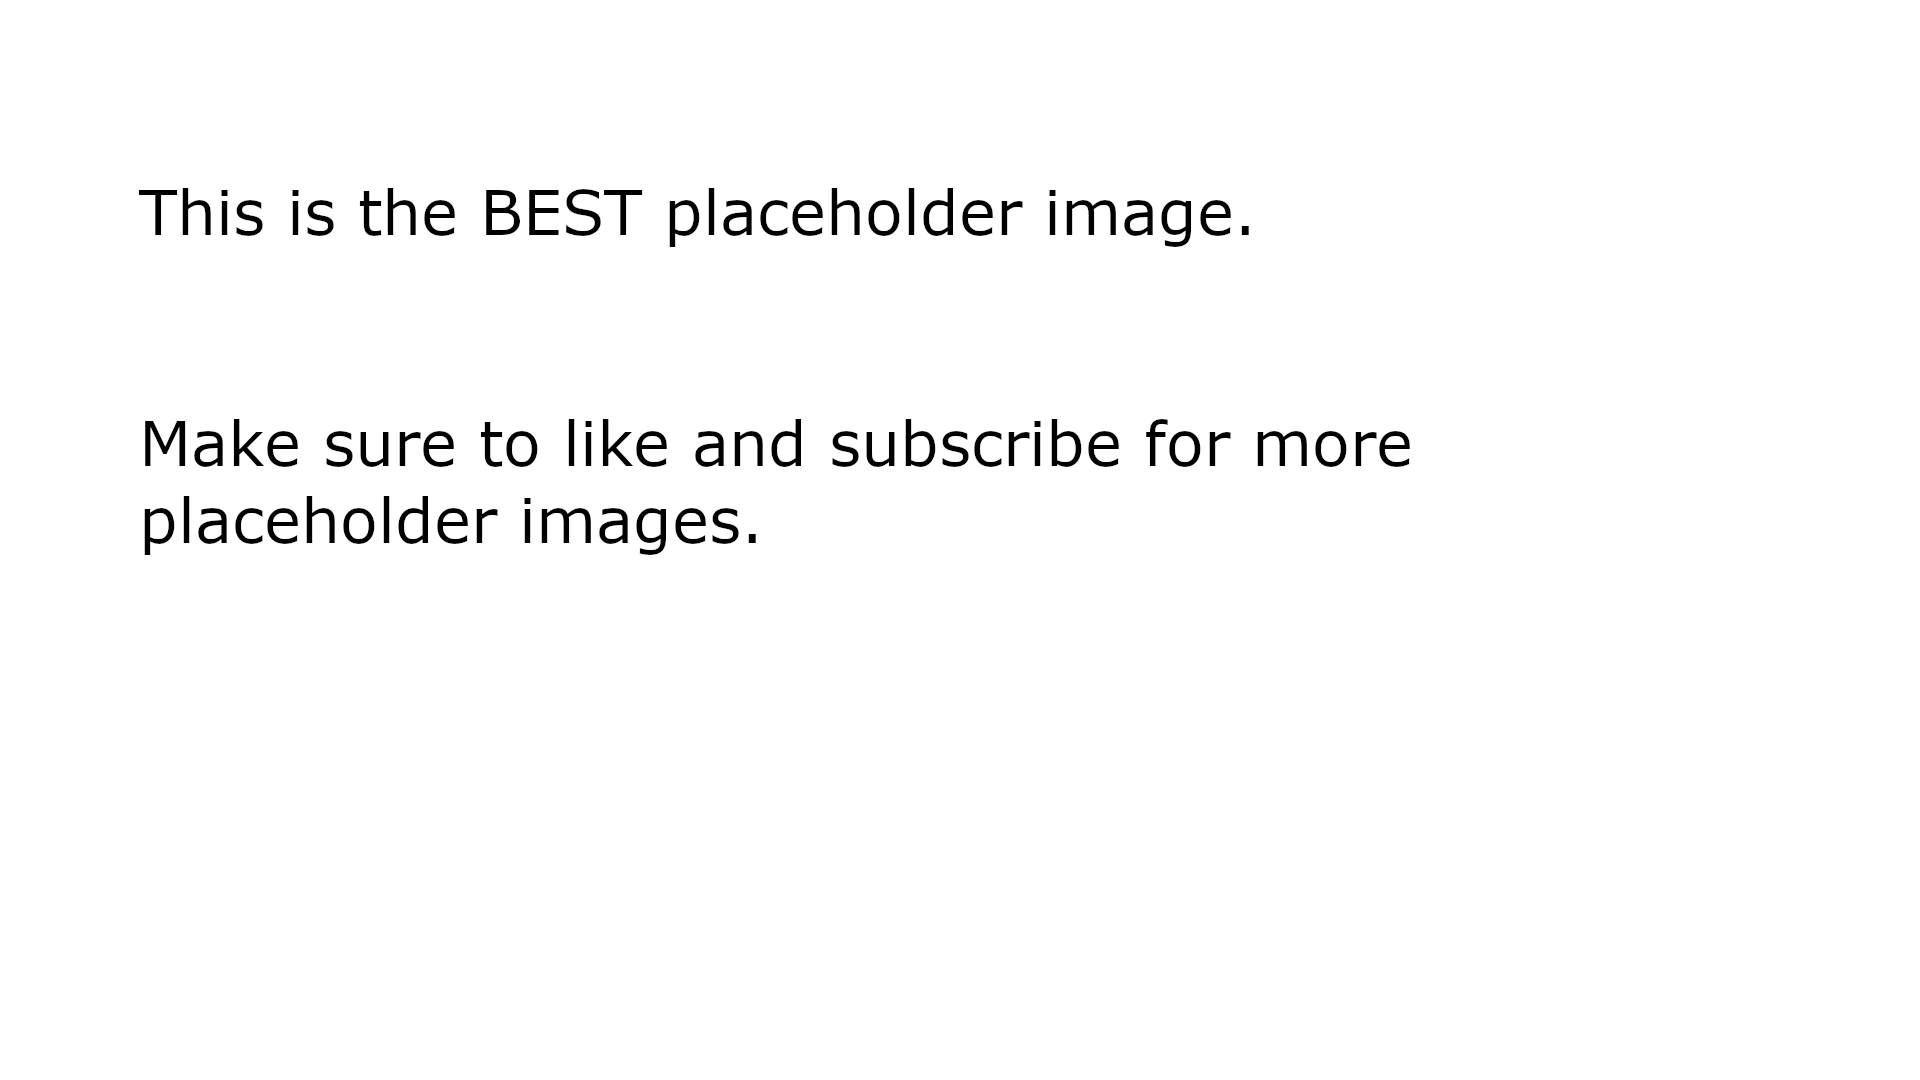 This is the BEST placeholder image.
Make sure to like and subscribe for more
placeholder images.